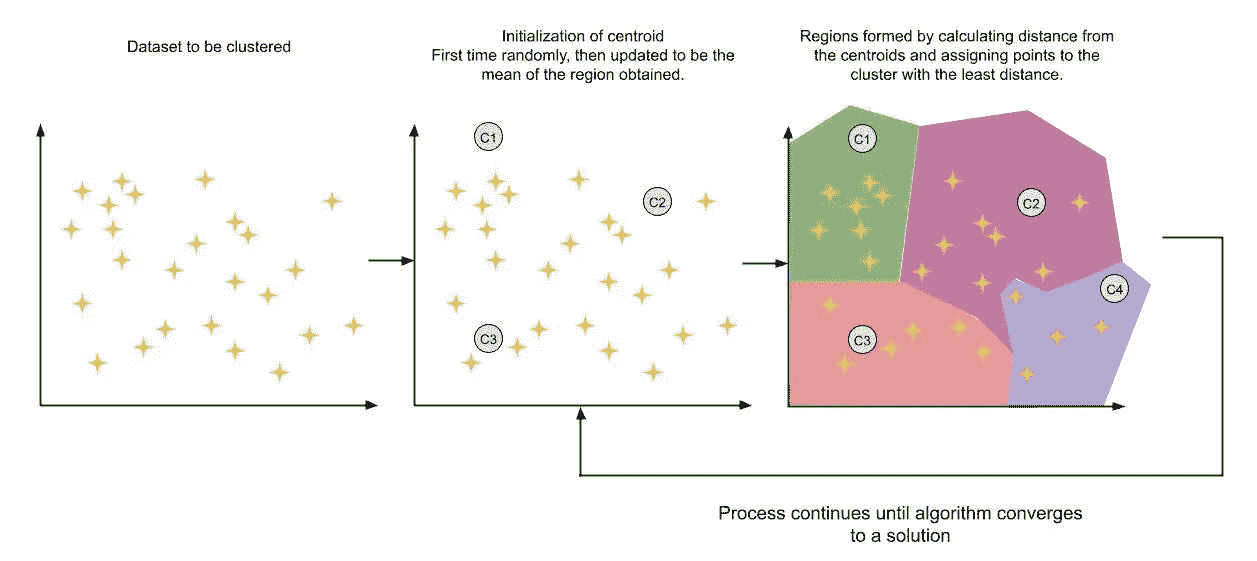 Dataset to be clustered
Initialization of centroid
First time randomly, then updated to be the
mean of the region obtained.
Regions formed by calculating distance from
the centroids and assigning points to the
cluster with the least distance.
C1
C2
C3
C1
C2
C4
C3
Process continues until algorithm converges
to a solution